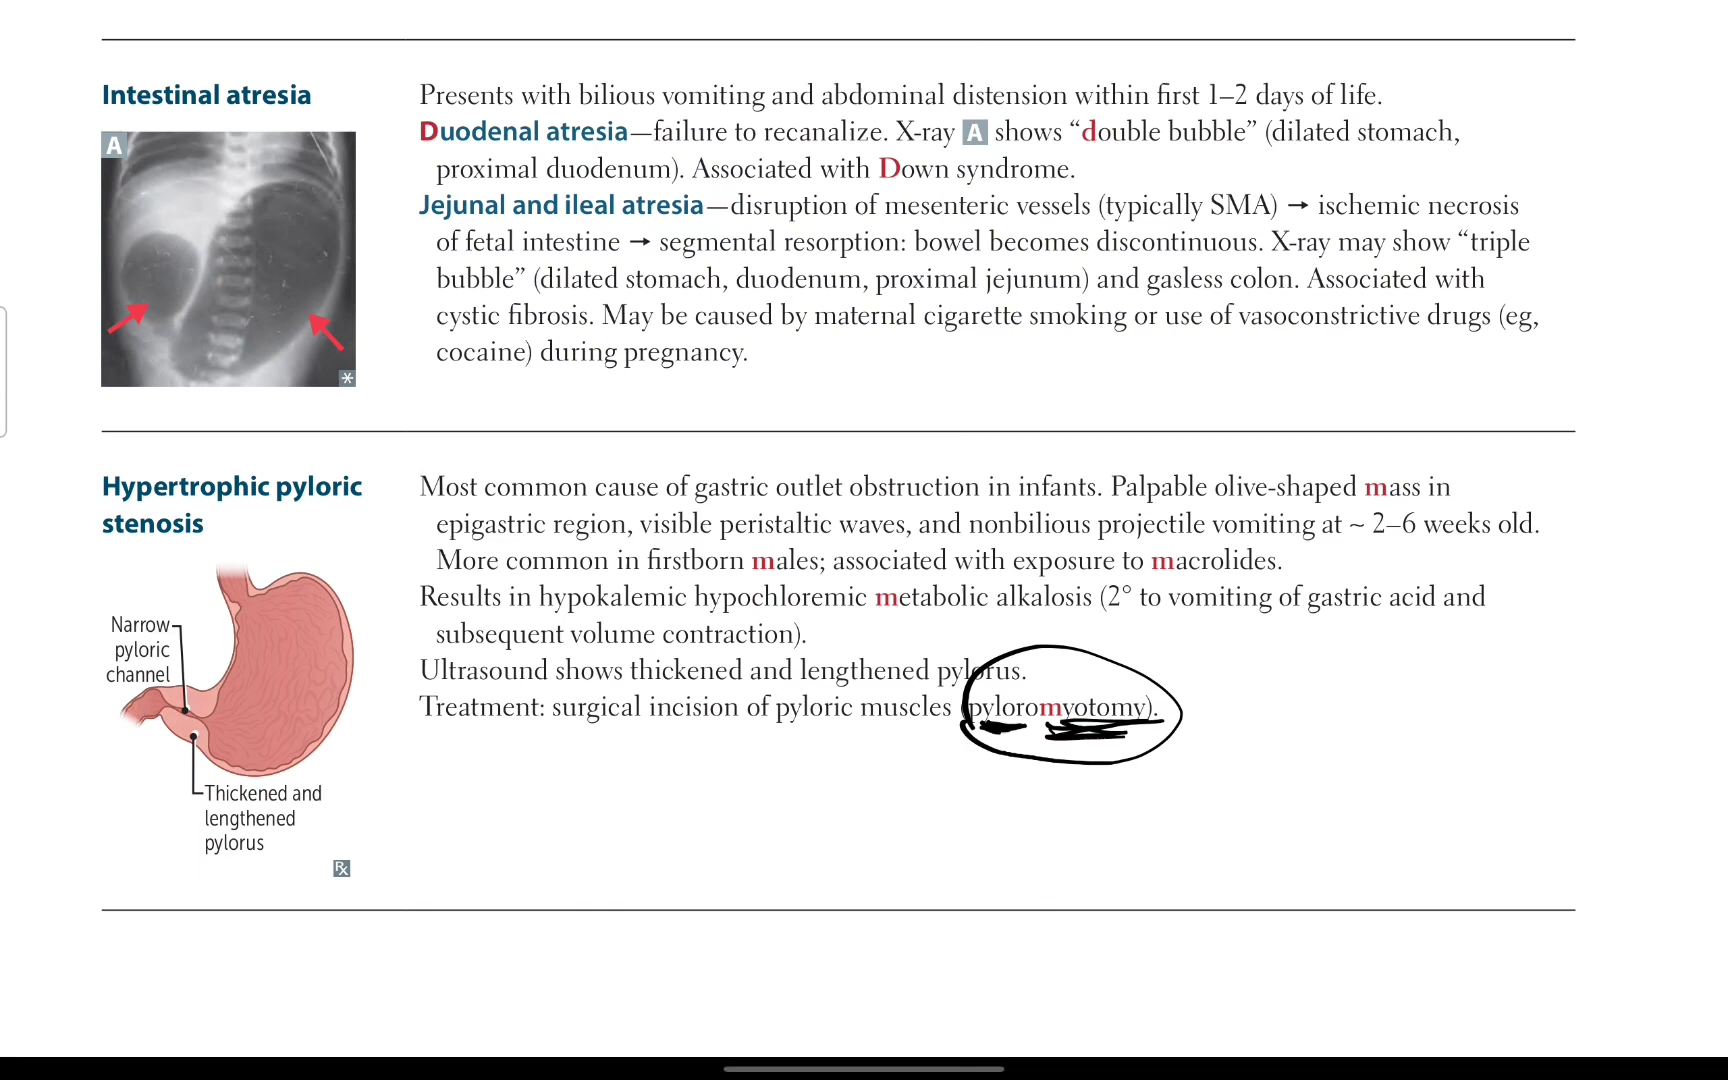 Intestinal atresia
A
*
Presents with bilious vomiting and abdominal distension within first 1–2 days of life.
Duodenal atresia—failure to recanalize. X-ray A shows “double bubble” (dilated stomach,
proximal duodenum). Associated with Down syndrome.
Jejunal and ileal atresia—disruption of mesenteric vessels (typically SMA) → ischemic necrosis
of fetal intestine → segmental resorption: bowel becomes discontinuous. X-ray may show “triple
bubble” (dilated stomach, duodenum, proximal jejunum) and gasless colon. Associated with
cystic fibrosis. May be caused by maternal cigarette smoking or use of vasoconstrictive drugs (eg,
cocaine) during pregnancy.
Hypertrophic pyloric
stenosis
Narrow
pyloric
channel
Thickened and
lengthened
pylorus
Rx
Most common cause of gastric outlet obstruction in infants. Palpable olive-shaped mass in
epigastric region, visible peristaltic waves, and nonbilious projectile vomiting at ~ 2–6 weeks old.
More common in firstborn males; associated with exposure to macrolides.
Results in hypokalemic hypochloremic metabolic alkalosis (2° to vomiting of gastric acid and
subsequent volume contraction).
Ultrasound shows thickened and lengthened pylorus.
Treatment: surgical incision of pyloric muscles (pyloromyotomy).